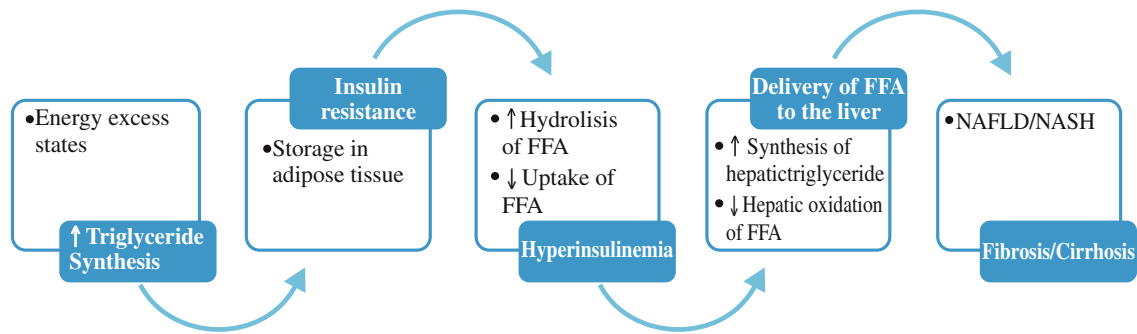 •Energy excess
states
↑ Triglyceride
Synthesis
Insulin
resistance
•Storage in
adipose tissue
• ↑ Hydrolisis
of FFA
• ↓ Uptake of
FFA
Hyperinsulinemia
Delivery of FFA
to the liver
• ↑ Synthesis of
hepatictriglyceride
• ↓ Hepatic oxidation
of FFA
• NAFLD/NASH
Fibrosis/Cirrhosis